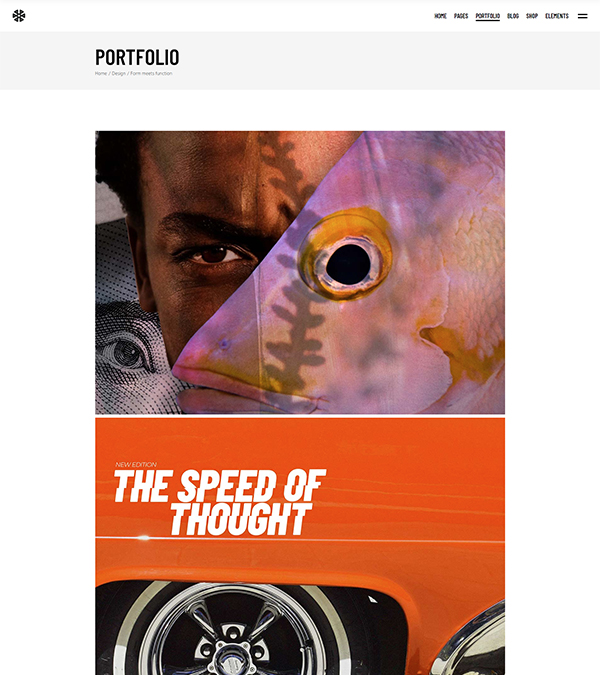 HOME PAGES PORTFOLIO BLOG SHOP ELEMENTS
PORTFOLIO
Home / Design / Form meets function
NEW EDITION
THE SPEED OF
THOUGHT